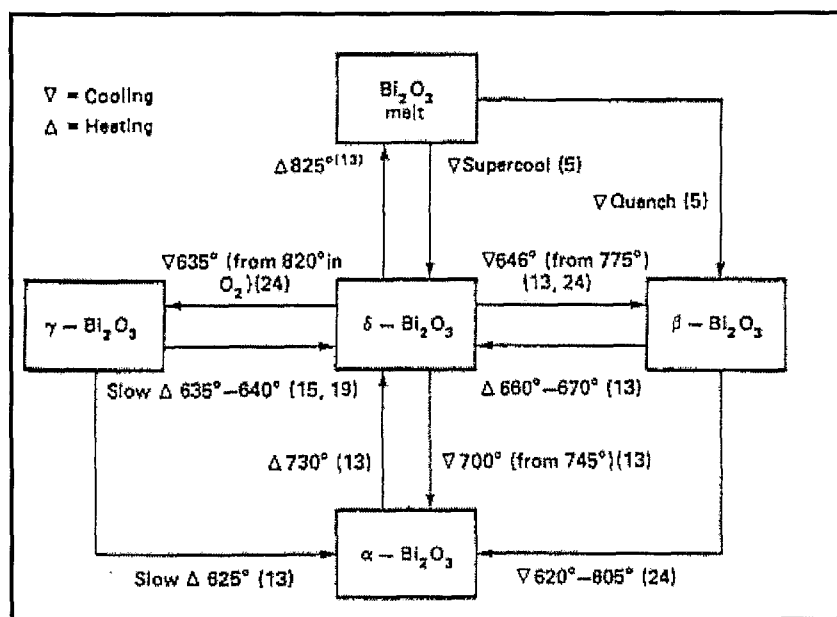 ∇ = Cooling
Δ = Heating
Bi₂O₃
melt
Δ 825° (13)
∇ Supercool (5)
∇ Quench (5)
∇ 635° (from 820° in
O₂) (24)
∇ 646° (from 775°)
(13, 24)
γ – Bi₂O₃
δ – Bi₂O₃
β – Bi₂O₃
Slow Δ 635°–640° (15, 19)
Δ 660°–670° (13)
Δ 730° (13)
∇ 700° (from 745°) (13)
α – Bi₂O₃
Slow Δ 625° (13)
∇ 620°–605° (24)